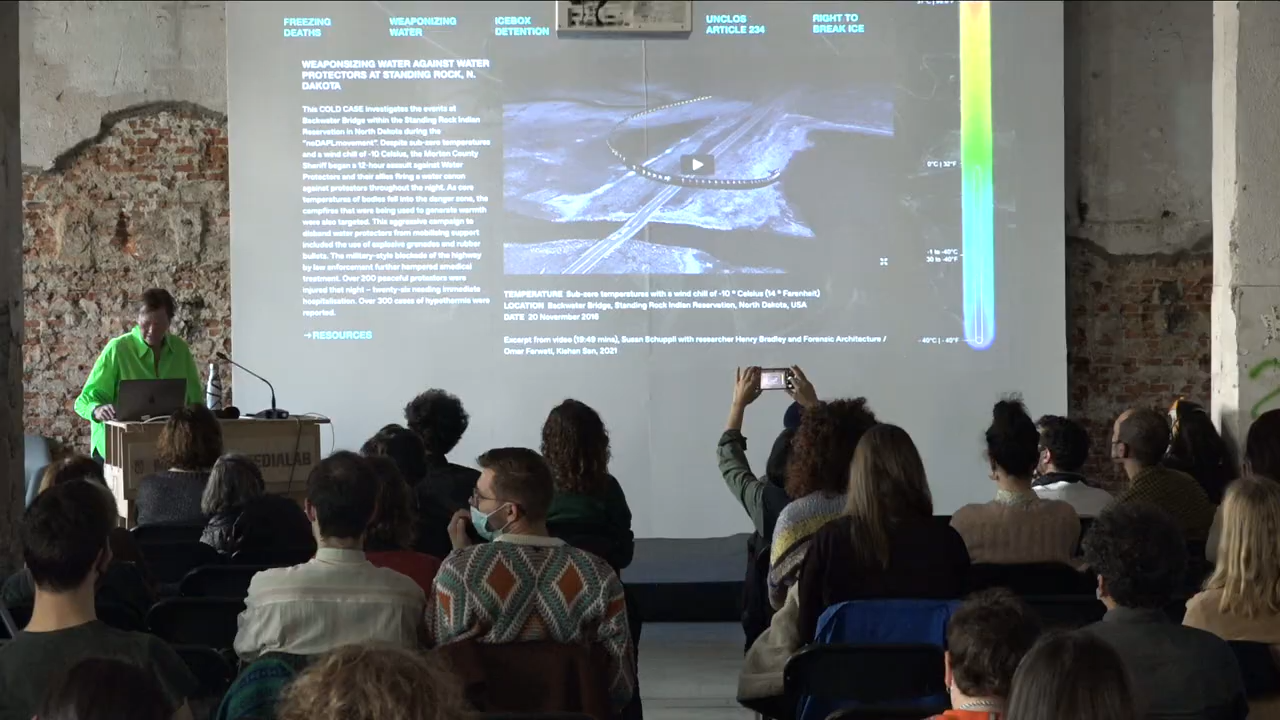 FREEZING DEATHS
WEAPONIZING WATER
ICEBOX DETENTION
UNCLOS ARTICLE 234
RIGHT TO BREAK ICE
WEAPONSIZING WATER AGAINST WATER
PROTECTORS AT STANDING ROCK, N.
DAKOTA
This COLD CASE investigates the events at
Backwater Bridge within the Standing Rock Indian
Reservation in North Dakota during the
"noDAPLmovement". Despite sub-zero temperatures
and a wind chill of -10 Celsius, the Morton County
Sheriff began a 12-hour assault against Water
Protectors and their allies firing a water canon
against protestors throughout the night. As core
temperatures of bodies fell into the danger zone, the
campfires that were being used to generate warmth
were also targeted. This aggressive campaign to
disband water protectors from mobilising support
included the use of explosive grenades and rubber
bullets. The military-style blockade of the highway
by law enforcement further hampered emedical
treatment. Over 200 peaceful protestors were
injured that night – twenty-six needing immediate
hospitalisation. Over 300 cases of hypothermic were
reported.
→RESOURCES
TEMPERATURE Sub-zero temperatures with a wind chill of -10 ° Celsius (14 ° Farenheit)
LOCATION Backwater Bridge, Standing Rock Indian Reservation, North Dakota, USA
DATE 20 November 2016
Excerpt from video (19:49 mins), Susan Schuppli with researcher Henry Bradley and Forensic Architecture /
Omar Ferwati, Kishan San, 2021
0°C | 32°F
-1 to -40°C
30 to -40°F
-40°C | -40°F
MEDIALAB